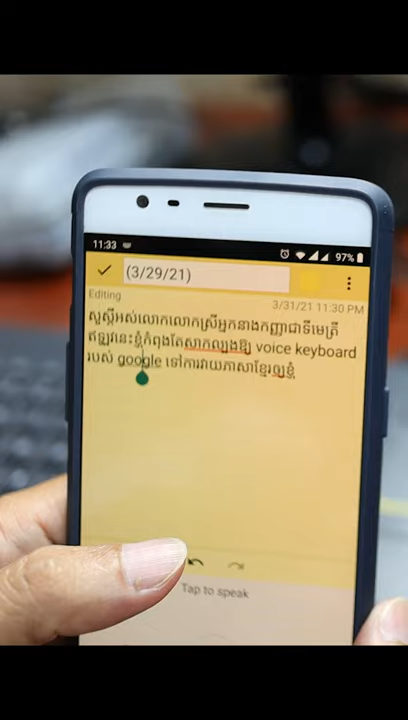 11:33
97%
(3/29/21)
Editing
3/31/21 11:30 PM
សួស្តីអស់លោកលោកស្រីអ្នកនាងកញ្ញាជាទីមេត្រី
ឥឡូវនេះខ្ញុំកំពុងតែសាកល្បងឱ្យ voice keyboard
របស់ google ទៅការវាយភាសាខ្មែរល្បខ្ញំ
Tap to speak